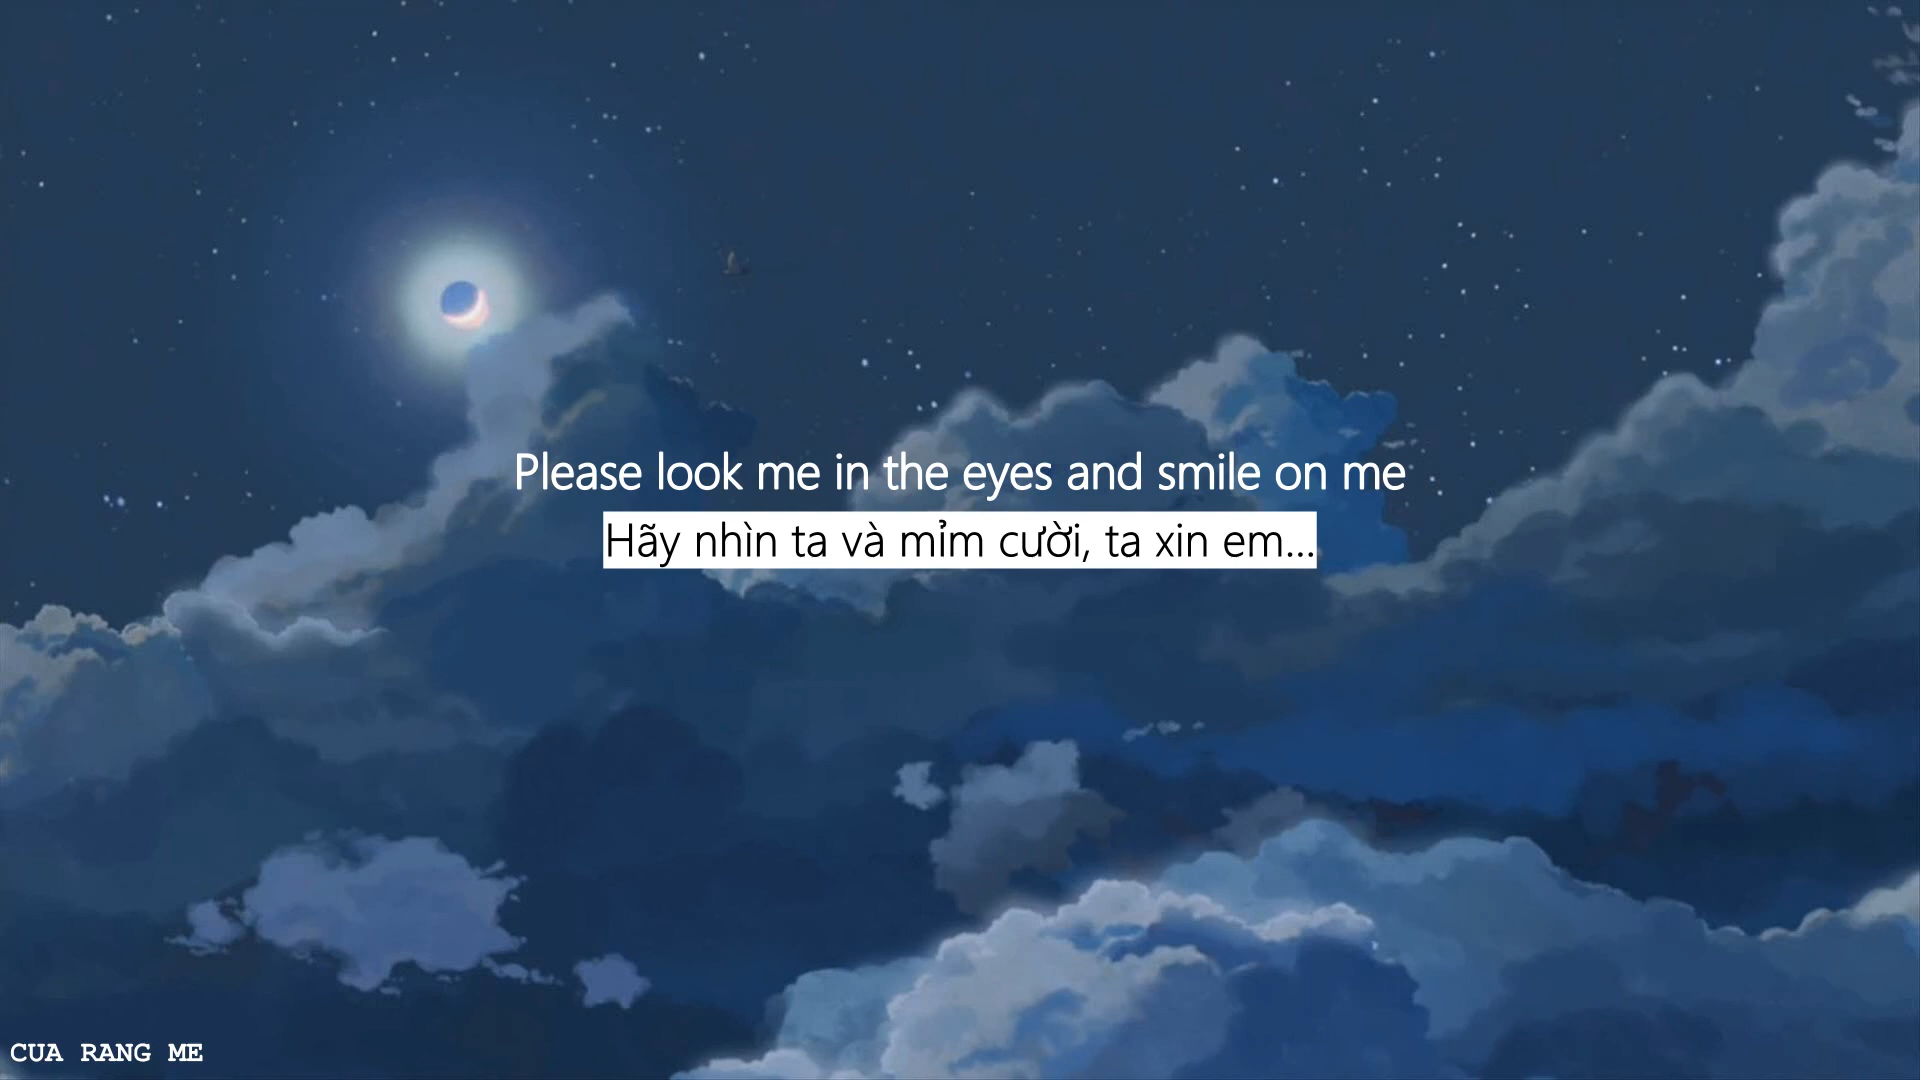 Please look me in the eyes and smile on me
Hãy nhìn ta và mỉm cười, ta xin em...
CUA RANG ME